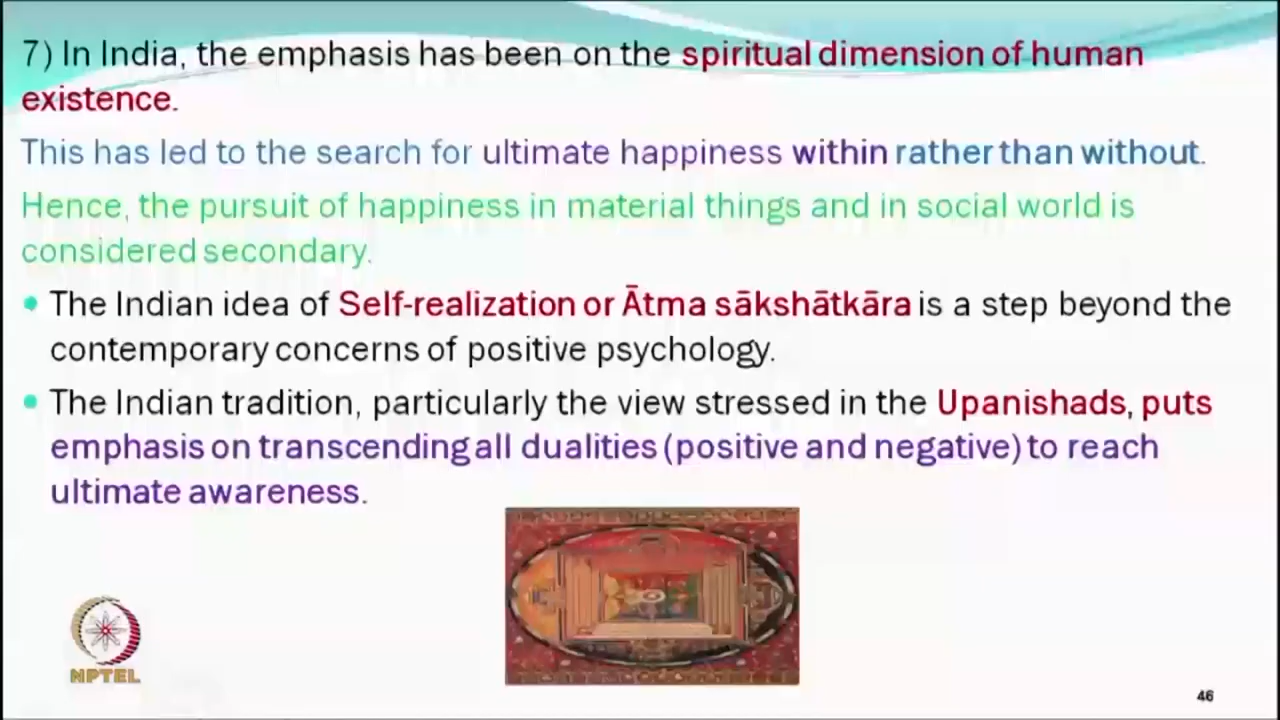 7) In India, the emphasis has been on the spiritual dimension of human
existence.
This has led to the search for ultimate happiness within rather than without.
Hence, the pursuit of happiness in material things and in social world is
considered secondary.
• The Indian idea of Self-realization or Ātma sākshātkāra is a step beyond the
contemporary concerns of positive psychology.
• The Indian tradition, particularly the view stressed in the Upanishads, puts
emphasis on transcending all dualities (positive and negative) to reach
ultimate awareness.
NPTEL
46